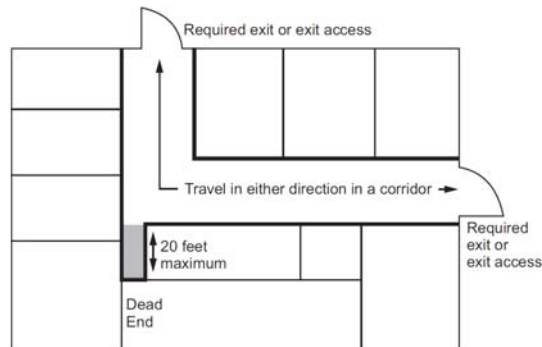 Required exit or exit access
Travel in either direction in a corridor
Required
exit or
exit access
20 feet
maximum
Dead
End